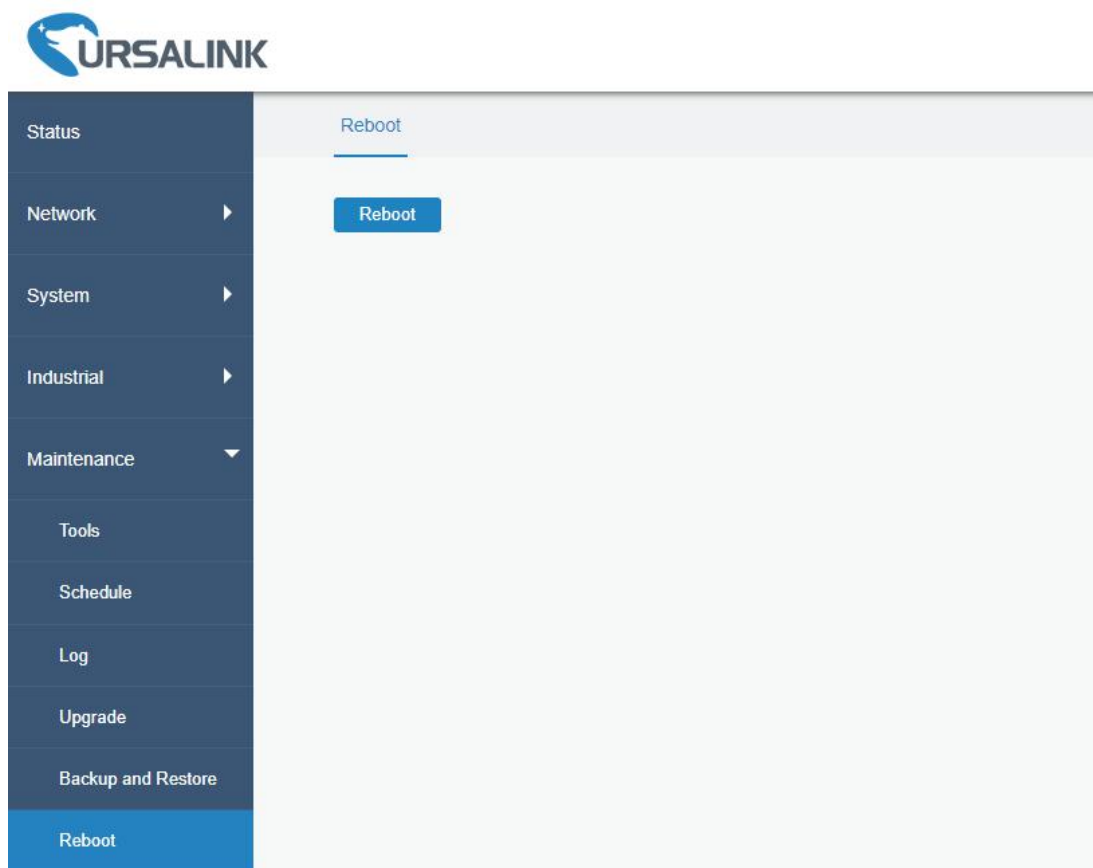 URSALINK
Status
Reboot
Network
Reboot
System
Industrial
Maintenance
Tools
Schedule
Log
Upgrade
Backup and Restore
Reboot